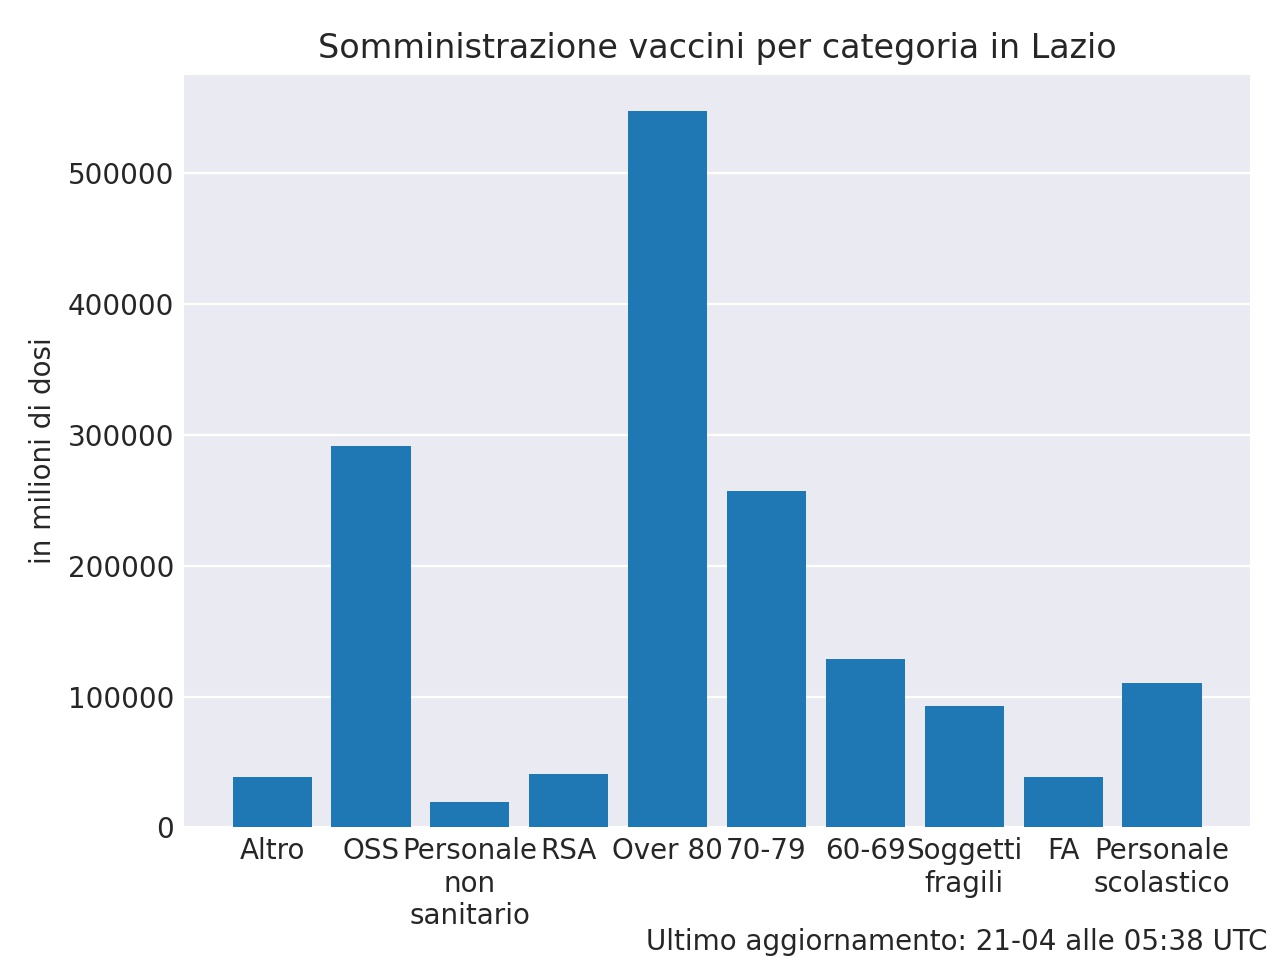 Somministrazione vaccini per categoria in Lazio
in milioni di dosi
500000
400000
300000
200000
100000
0
Altro
OSS
Personale
non
sanitario
RSA
Over 80
70-79
60-69
Soggetti
fragili
FA
Personale
scolastico
Ultimo aggiornamento: 21-04 alle 05:38 UTC